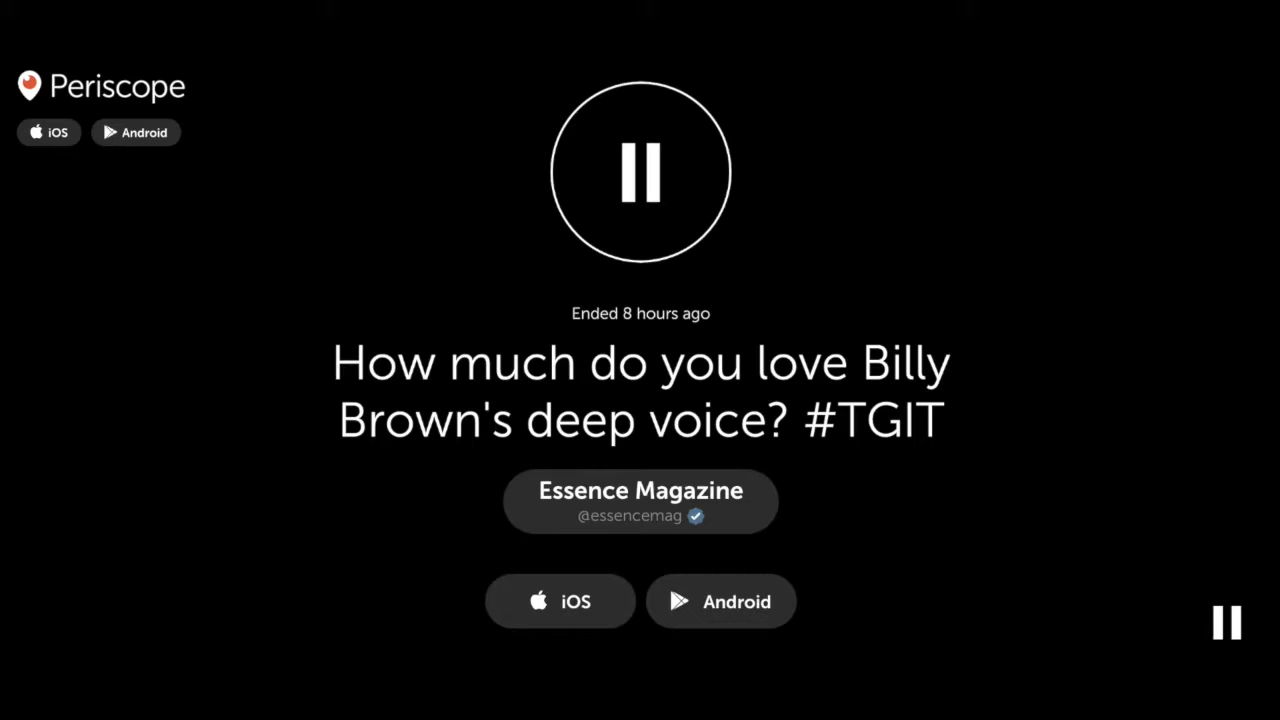 Periscope
iOS
Android
Ended 8 hours ago
How much do you love Billy
Brown's deep voice? #TGIT
Essence Magazine
@essencemag
iOS
Android